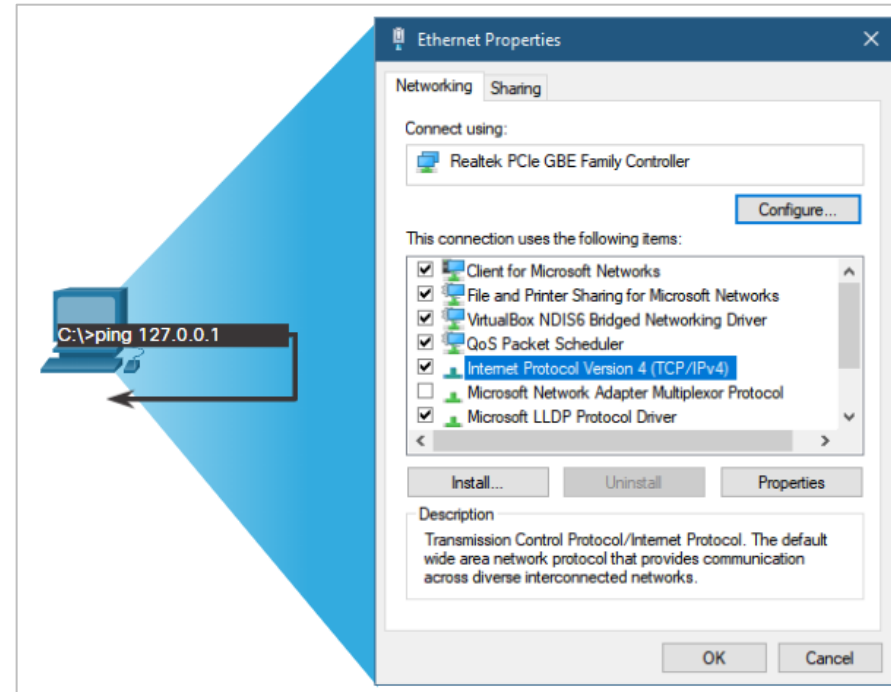 Ethernet Properties
Networking Sharing
Connect using:
Realtek PCIe GBE Family Controller
Configure...
This connection uses the following items:
Client for Microsoft Networks
File and Printer Sharing for Microsoft Networks
VirtualBox NDIS6 Bridged Networking Driver
QoS Packet Scheduler
Internet Protocol Version 4 (TCP/IPv4)
Microsoft Network Adapter Multiplexor Protocol
Microsoft LLDP Protocol Driver
C:\>ping 127.0.0.1
Install... Uninstall Properties
Description
Transmission Control Protocol/Internet Protocol. The default
wide area network protocol that provides communication
across diverse interconnected networks.
OK Cancel